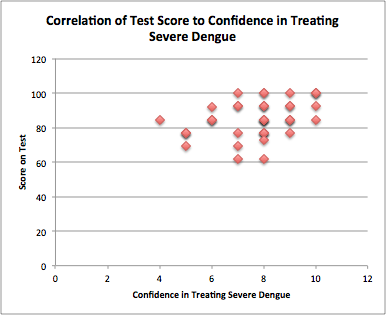 Correlation of Test Score to Confidence in Treating
Severe Dengue
120
100
80
60
40
20
0
Score on Test
0 2 4 6 8 10 12
Confidence in Treating Severe Dengue